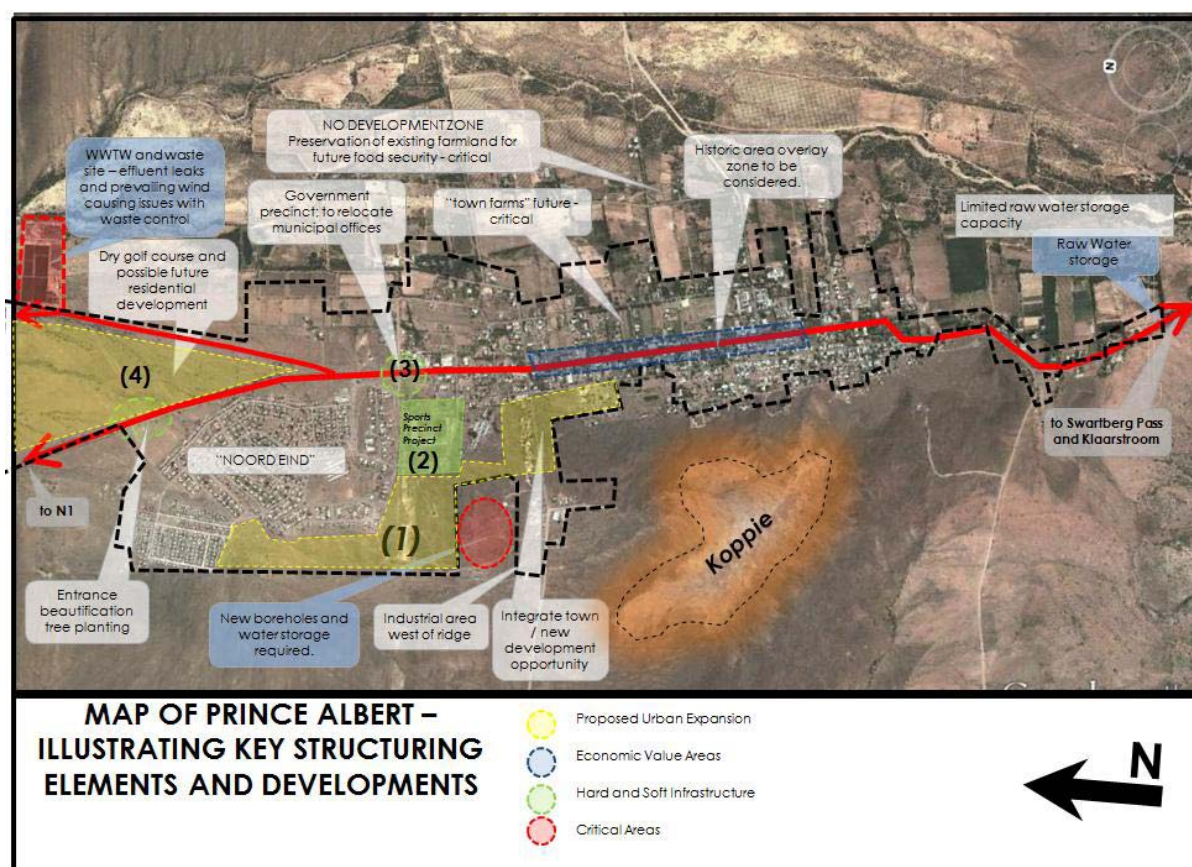 NO DEVELOPMENT ZONE
Preservation of existing farmland for
future food security - critical
Historic area overlay
zone to be
considered.
WWTW and waste
site – effluent leaks
and prevailing wind
causing issues with
waste control
Government
precinct: to relocate
municipal offices
"town farms" future -
critical
Limited raw water storage
capacity
Raw Water
storage
Dry golf course and
possible future
residential
development
(4)
(3)
Sports
Precinct
Project
(2)
"NOORD EIND"
to Swartberg Pass
and Klaarstroom
to N1
(1)
Koppie
Entrance
beautification
tree planting
New boreholes and
water storage
required.
Industrial area
west of ridge
Integrate town
/ new
development
opportunity
N
MAP OF PRINCE ALBERT –
ILLUSTRATING KEY STRUCTURING
ELEMENTS AND DEVELOPMENTS
Proposed Urban Expansion
Economic Value Areas
Hard and Soft Infrastructure
Critical Areas
N